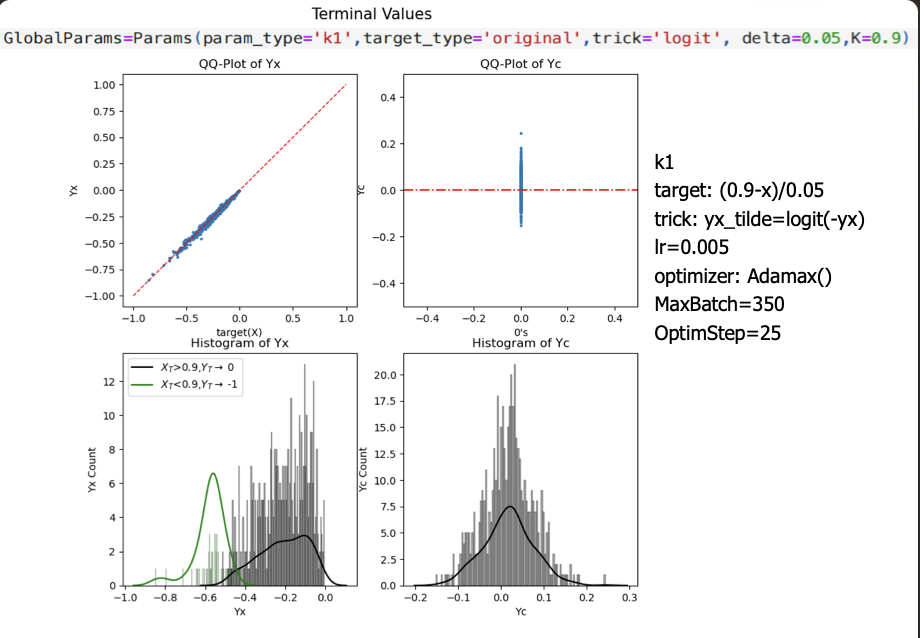 Terminal Values
GlobalParams=Params(param_type='k1',target_type='original',trick='logit', delta=0.05,K=0.9)
QQ-Plot of Yx
1.00
0.75
0.50
0.25
0.00
−0.25
−0.50
−0.75
−1.00
Yx
−1.0 −0.5 0.0 0.5 1.0
target(X)
QQ-Plot of Yc
0.4
0.2
0.0
−0.2
−0.4
Yc
−0.4 −0.2 0.0 0.2 0.4
0's
k1
target: (0.9-x)/0.05
trick: yx_tilde=logit(-yx)
lr=0.005
optimizer: Adamax()
MaxBatch=350
OptimStep=25
Histogram of Yx
X_T>0.9,Y_T→ 0
X_T<0.9,Y_T→ -1
12
10
8
6
4
2
0
Yx Count
−1.0 −0.8 −0.6 −0.4 −0.2 0.0
Yx
Histogram of Yc
20.0
17.5
15.0
12.5
10.0
7.5
5.0
2.5
0.0
Yc Count
−0.2 −0.1 0.0 0.1 0.2 0.3
Yc